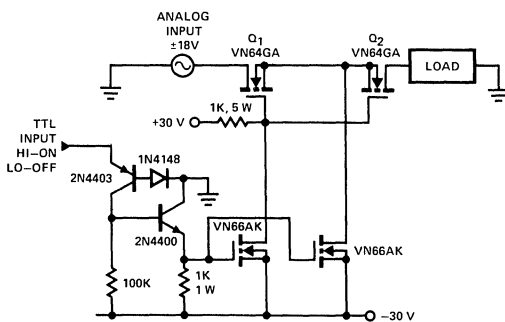 ANALOG
INPUT
±18V
Q1
VN64GA
Q2
VN64GA
LOAD
1K, 5 W
+30 V
TTL
INPUT
HI–ON
LO–OFF
1N4148
2N4403
2N4400
VN66AK
VN66AK
100K
1K
1 W
–30 V